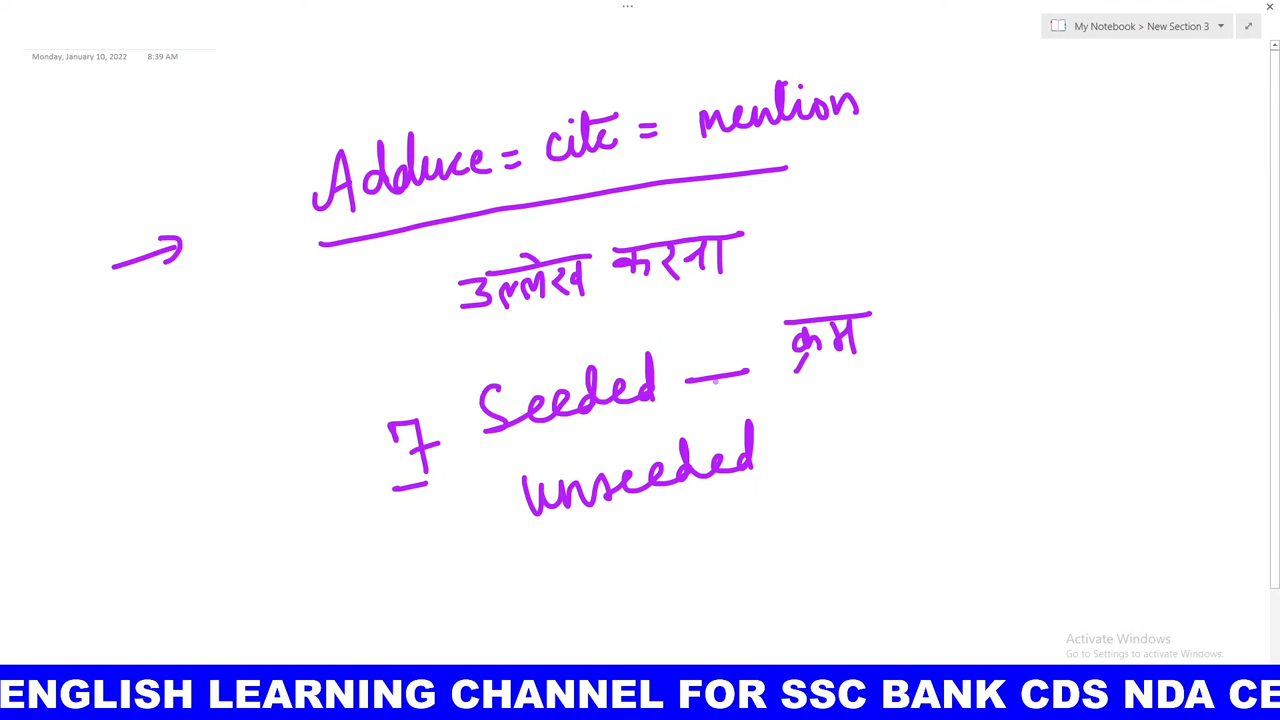 My Notebook > New Section 3
Monday, January 10, 2022 8:39 AM
Adduce = cite = mention
उल्लेख करना
Seeded — क्रम
7
unseeded
Activate Windows
Go to Settings to activate Windows.
ENGLISH LEARNING CHANNEL FOR SSC BANK CDS NDA CE